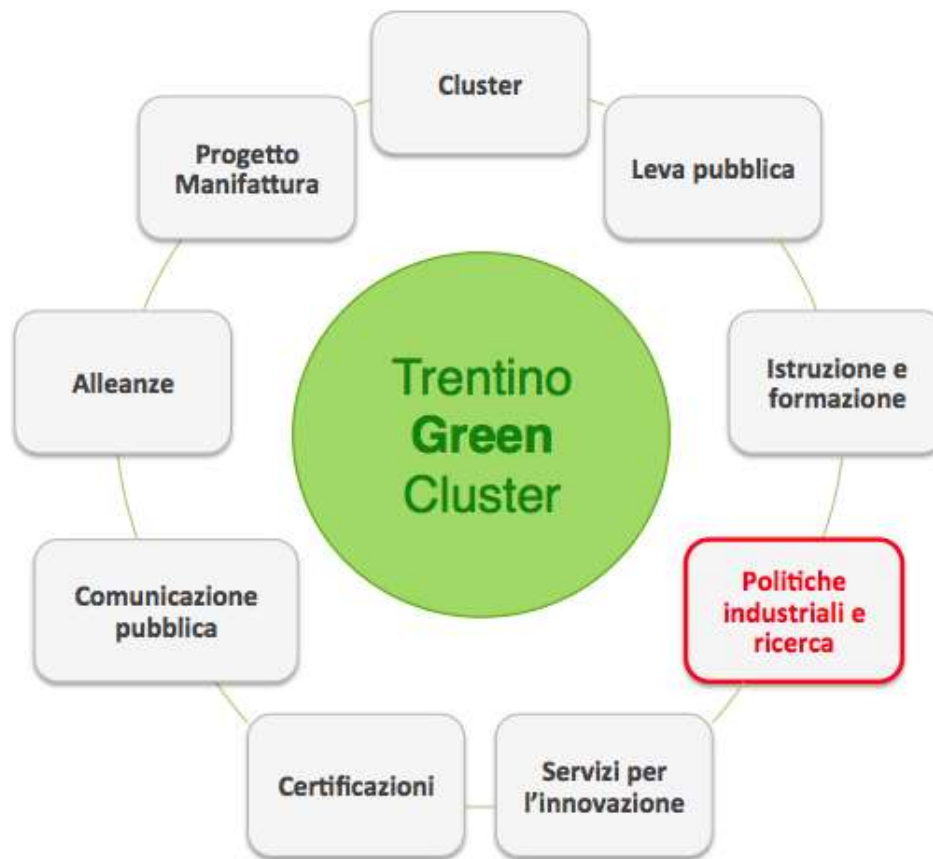 Cluster
Leva pubblica
Istruzione e
formazione
Politiche
industriali e
ricerca
Servizi per
l’innovazione
Certificazioni
Comunicazione
pubblica
Alleanze
Progetto
Manifattura
Trentino
Green
Cluster